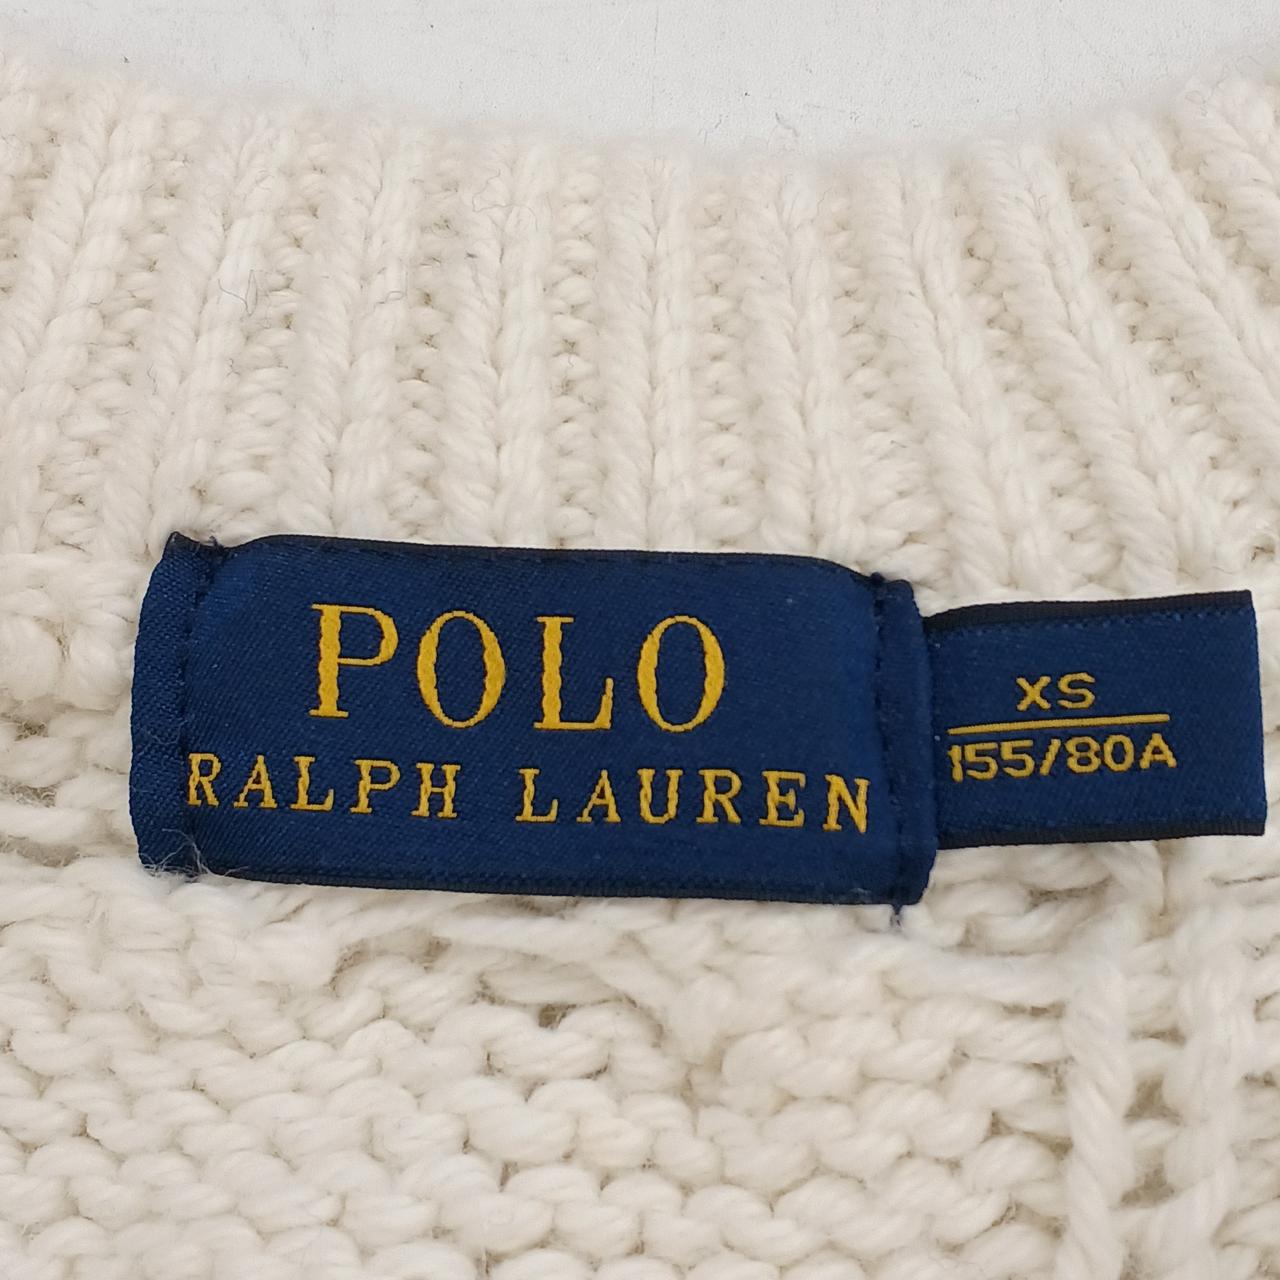 POLO
RALPH LAUREN
XS
155/80A